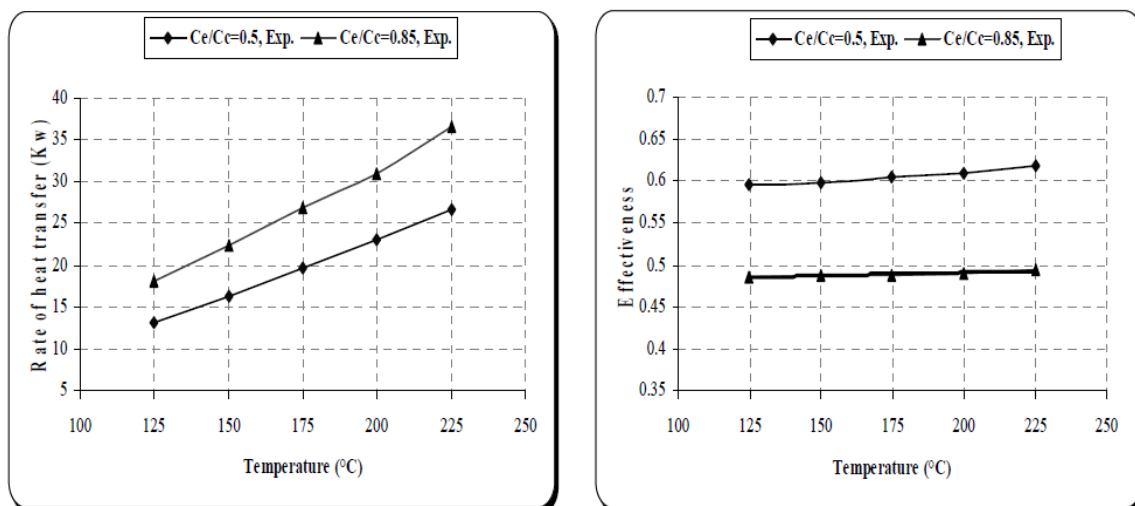 Ce/Cc=0.5, Exp. Ce/Cc=0.85, Exp.
Rate of heat transfer (Kw)
40
35
30
25
20
15
10
5
100 125 150 175 200 225 250
Temperature (°C)
Ce/Cc=0.5, Exp. Ce/Cc=0.85, Exp.
Effectiveness
0.7
0.65
0.6
0.55
0.5
0.45
0.4
0.35
100 125 150 175 200 225 250
Temperature (°C)